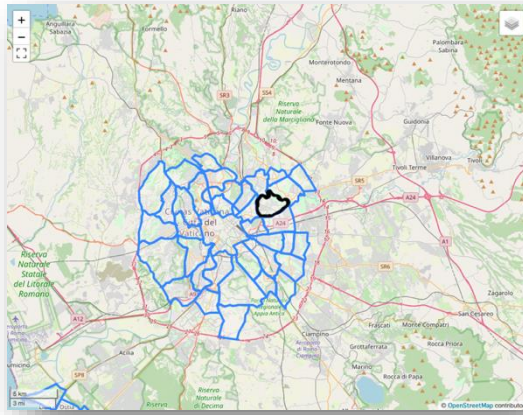 Anguillara
Sabazia
Formello
Riano
+
−
SR3
SS4
Riserva
Naturale
della Marcigliana
Monterotondo
Mentana
Fonte Nuova
Palombara
Sabina
Guidonia
Villanova
Tivoli Terme
Tivoli
SR5
A24
A24
del
Vaticano
A1
Riserva
Naturale
Statale
del Litorale
Romano
SR6
Appia Antica
Zagarolo
A12
Ciampino
Frascati
Monte Compatri
San Cesareo
Acilia
Grottaferrata
Rocca Priora
Marino
Rocca di Papa
SP8
5 km
3 mi
Riserva
Naturale
di Decima
© OpenStreetMap contributo